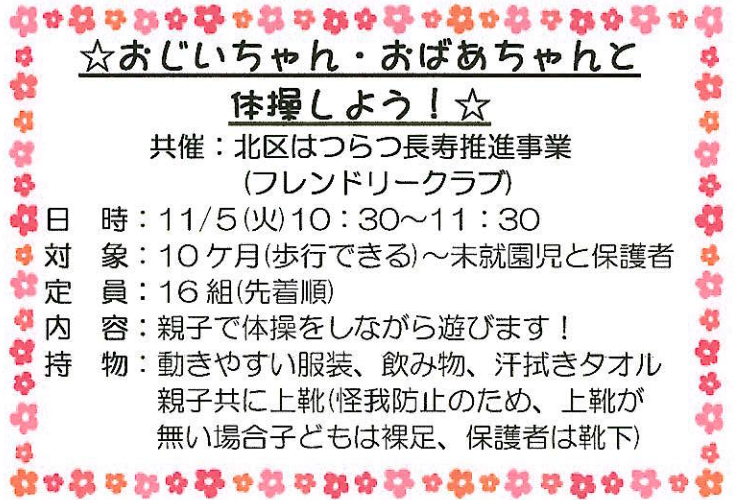 ☆おじいちゃん・おばあちゃんと
体操しよう！☆
共催：北区はつらつ長寿推進事業
(フレンドリークラブ)
日　時：11/5(火)10：30～11：30
対　象：10ケ月(歩行できる)～未就園児と保護者
定　員：16組(先着順)
内　容：親子で体操をしながら遊びます！
持　物：動きやすい服装、飲み物、汗拭きタオル
親子共に上靴(怪我防止のため、上靴が
無い場合子どもは裸足、保護者は靴下)